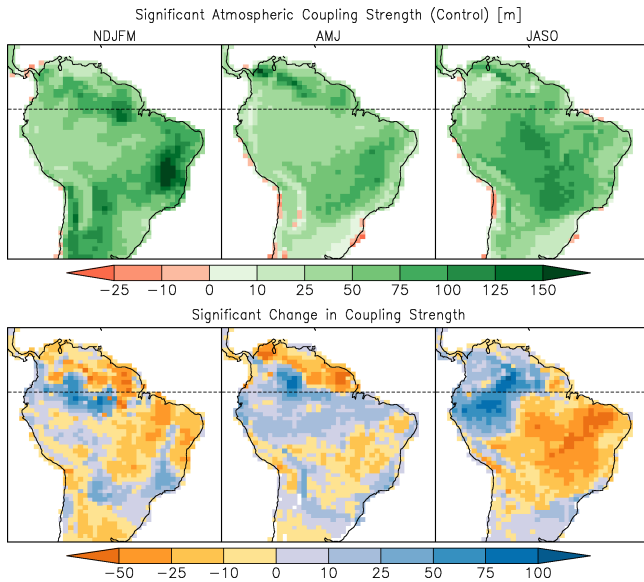 Significant Atmospheric Coupling Strength (Control) [m]
NDJFM AMJ JASO
-25 -10 0 10 25 50 75 100 125 150
Significant Change in Coupling Strength
-50 -25 -10 0 10 25 50 75 100